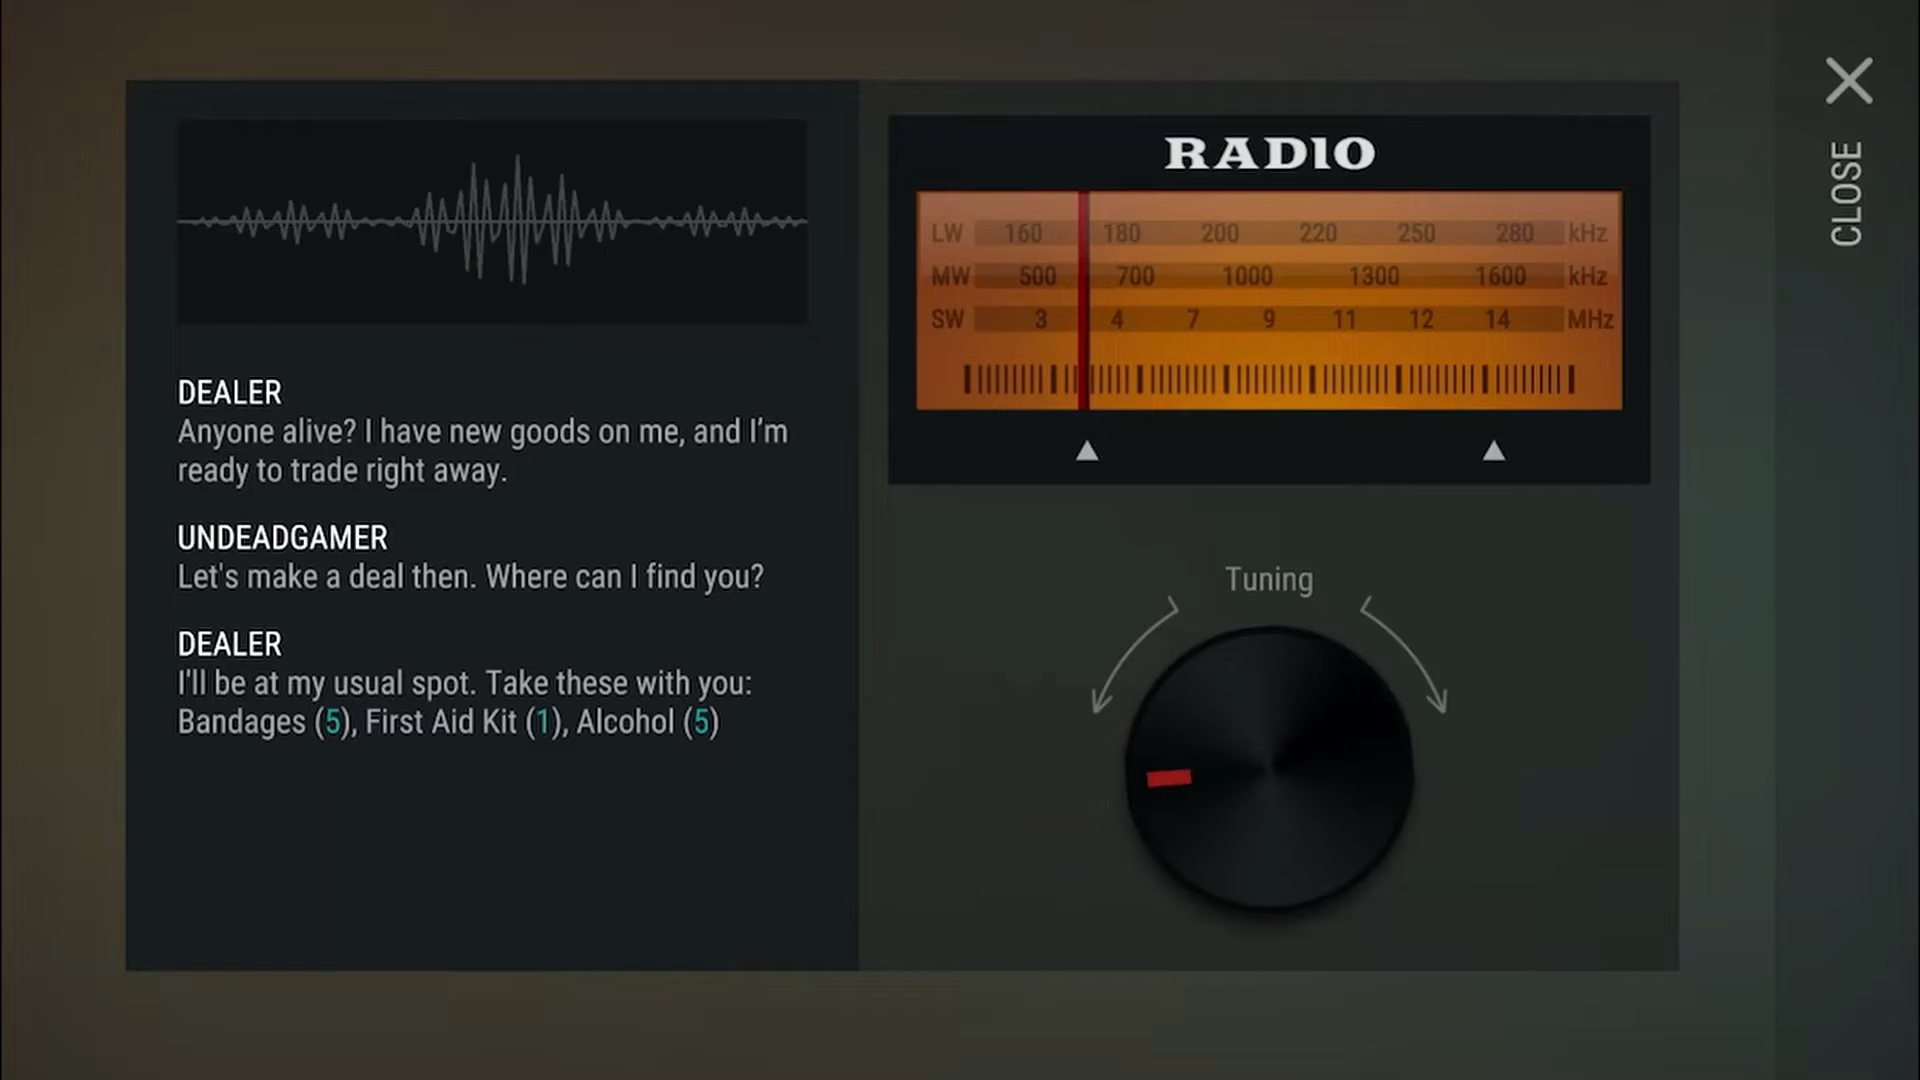 DEALER
Anyone alive? I have new goods on me, and I'm
ready to trade right away.
UNDEADGAMER
Let's make a deal then. Where can I find you?
DEALER
I'll be at my usual spot. Take these with you:
Bandages (5), First Aid Kit (1), Alcohol (5)
RADIO
LW 160 180 200 220 250 280 kHz
MW 500 700 1000 1300 1600 kHz
SW 3 4 7 9 11 12 14 MHz
Tuning
CLOSE